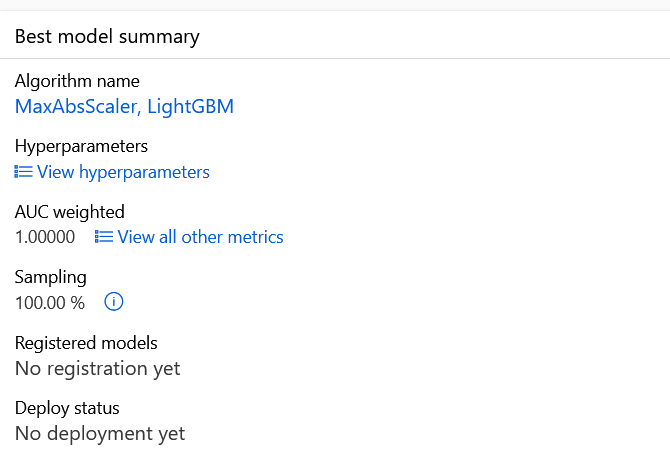 Best model summary
Algorithm name
MaxAbsScaler, LightGBM
Hyperparameters
View hyperparameters
AUC weighted
1.00000 View all other metrics
Sampling
100.00 %
Registered models
No registration yet
Deploy status
No deployment yet